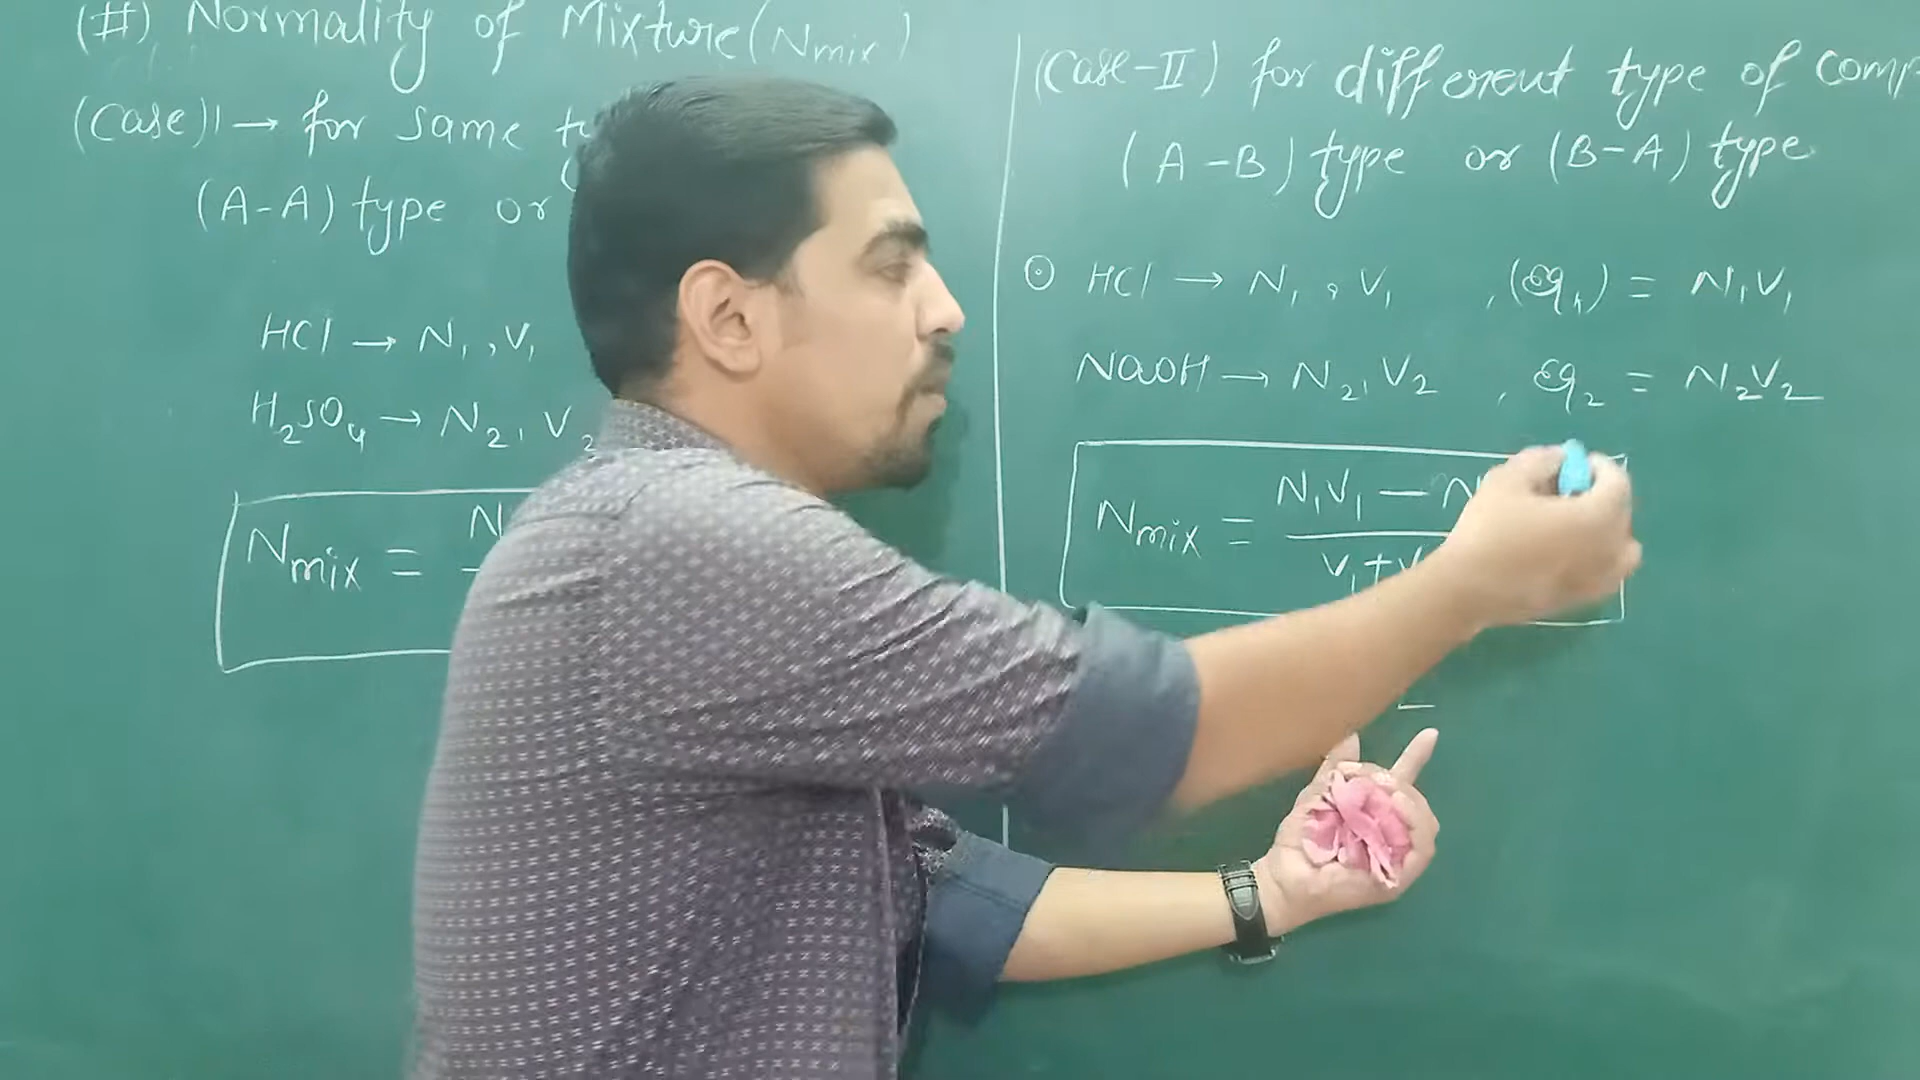 (#) Normality of Mixture (Nmix)
(Case)1 → for same
(A-A) type or
HCl → N₁, V₁
H₂SO₄ → N₂, V₂
Nmix = N
(Case-II) for different type of comp
(A-B) type or (B-A) type
⊙ HCl → N₁, V₁ , (eq₁) = N₁V₁
NaOH → N₂, V₂ , eq₂ = N₂V₂
Nmix = N₁V₁ - N
V₁+V